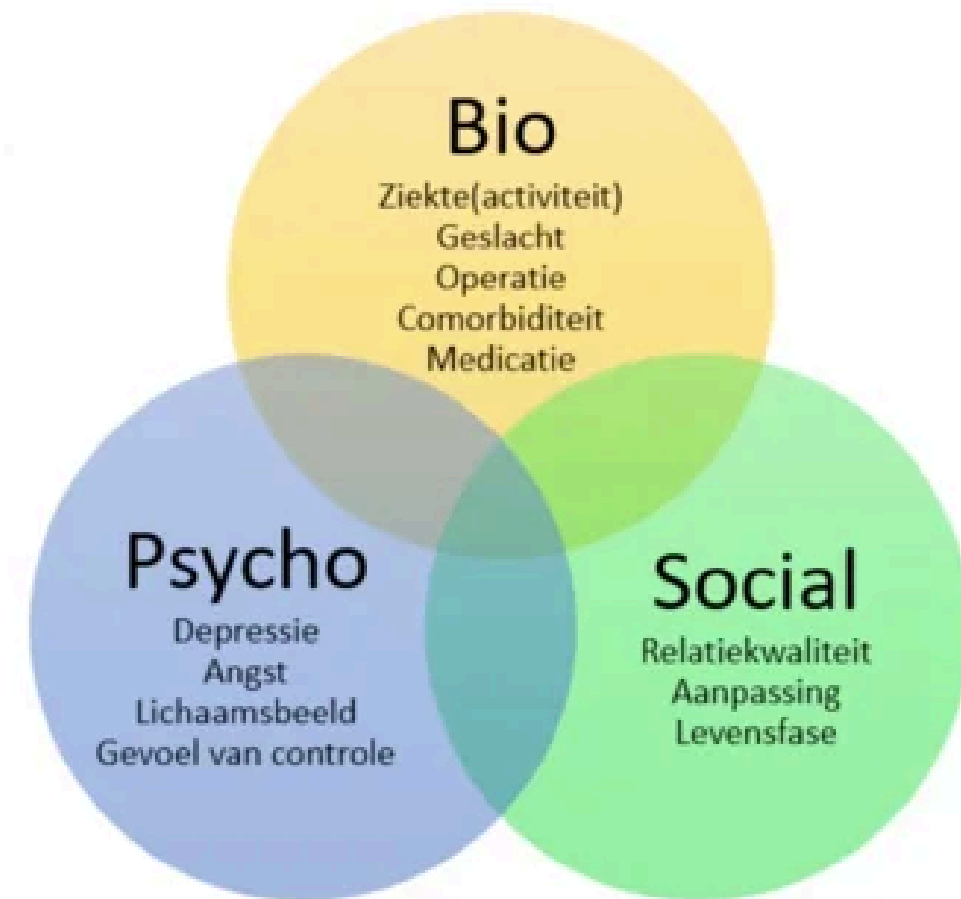 Bio
Ziekte(activiteit)
Geslacht
Operatie
Comorbiditeit
Medicatie
Psycho
Depressie
Angst
Lichaamsbeeld
Gevoel van controle
Social
Relatiekwaliteit
Aanpassing
Levensfase